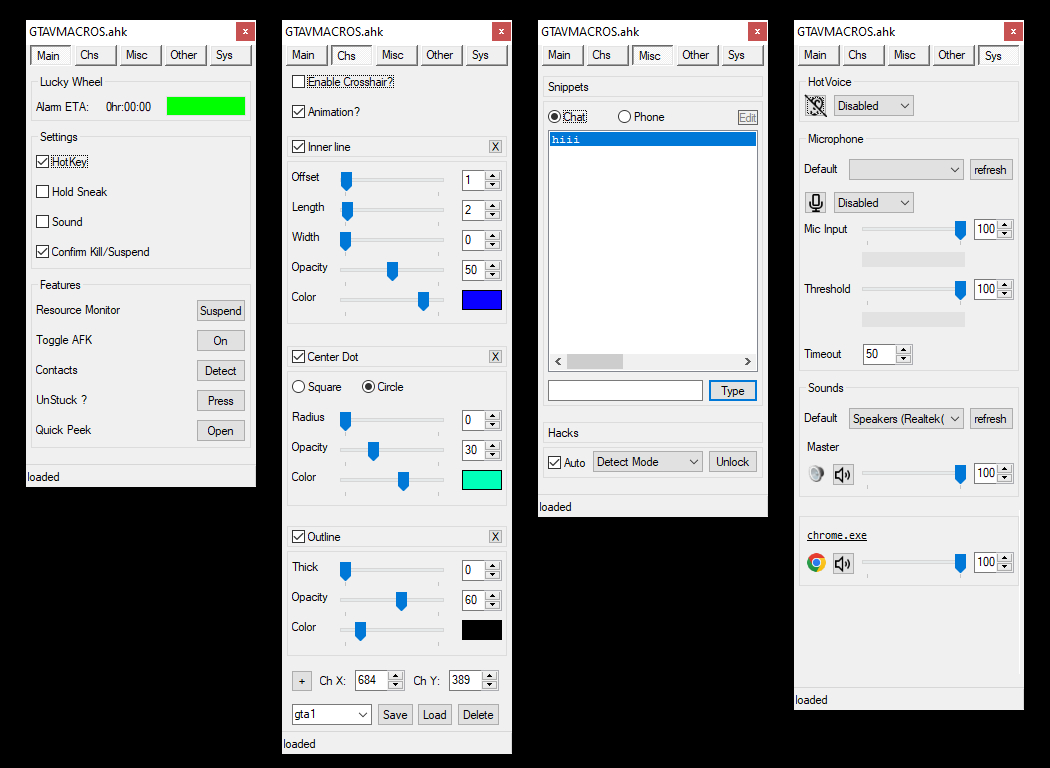 GTAVMACROS.ahk x
Main Chs Misc Other Sys
Lucky Wheel
Alarm ETA: 0hr:00:00
Settings
HotKey
Hold Sneak
Sound
Confirm Kill/Suspend
Features
Resource Monitor Suspend
Toggle AFK On
Contacts Detect
UnStuck ? Press
Quick Peek Open
loaded
GTAVMACROS.ahk x
Main Chs Misc Other Sys
Enable Crosshair?
Animation?
Inner line X
Offset 1
Length 2
Width 0
Opacity 50
Color
Center Dot X
Square Circle
Radius 0
Opacity 30
Color
Outline X
Thick 0
Opacity 60
Color
+ Ch X: 684 Ch Y: 389
gta1 Save Load Delete
loaded
GTAVMACROS.ahk x
Main Chs Misc Other Sys
Snippets
Chat Phone Edit
hiii
Type
Hacks
Auto Detect Mode Unlock
loaded
GTAVMACROS.ahk x
Main Chs Misc Other Sys
HotVoice
Disabled
Microphone
Default refresh
Disabled
Mic Input 100
Threshold 100
Timeout 50
Sounds
Default Speakers (Realtek( refresh
Master
100
chrome.exe
100
loaded